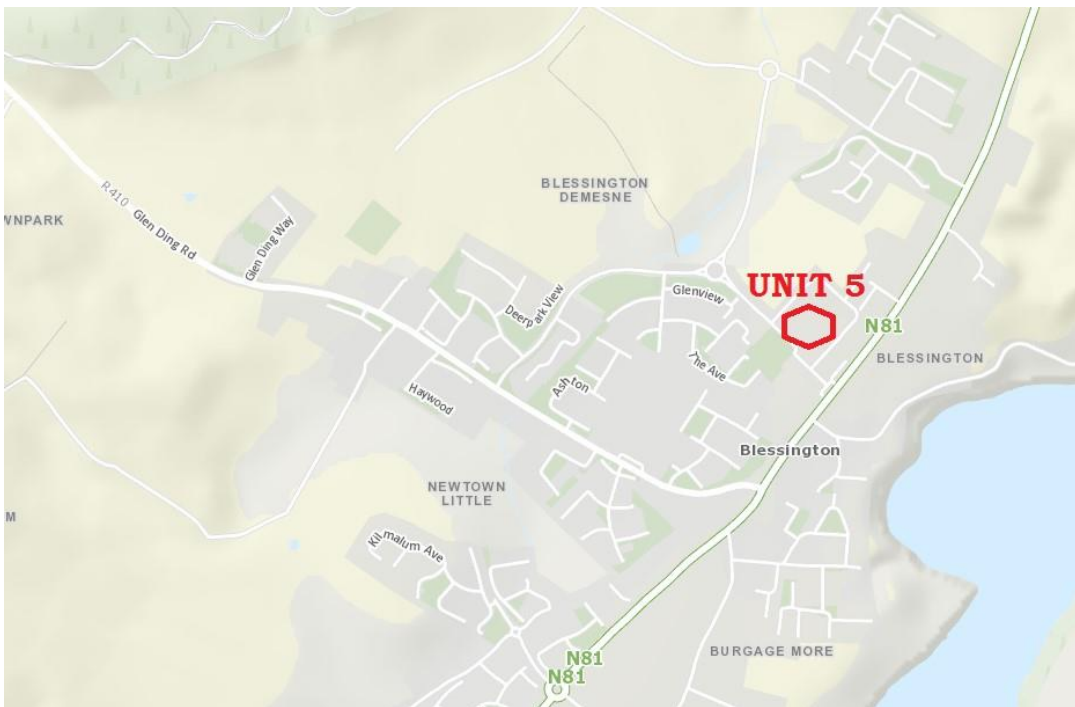 BLESSINGTON
DEMESNE
WNPARK
R410
Glen Ding Rd
Glen Ding Way
Deerpark View
Glenview
UNIT 5
N81
BLESSINGTON
The Ave
Ashton
Haywood
Blessington
NEWTOWN
LITTLE
M
Kilmalum Ave
BURGAGE MORE
N81
N81